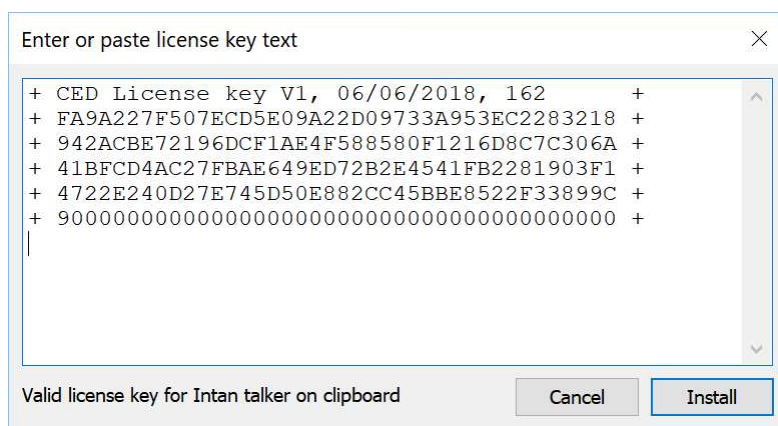 Enter or paste license key text
+ CED License key V1, 06/06/2018, 162 +
+ FA9A227F507ECD5E09A22D09733A953EC2283218 +
+ 942ACBE72196DCF1AE4F588580F1216D8C7C306A +
+ 41BFCD4AC27FBAE649ED72B2E4541FB2281903F1 +
+ 4722E240D27E745D50E882CC45BBE8522F33899C +
+ 9000000000000000000000000000000000000000 +
Valid license key for Intan talker on clipboard Cancel Install